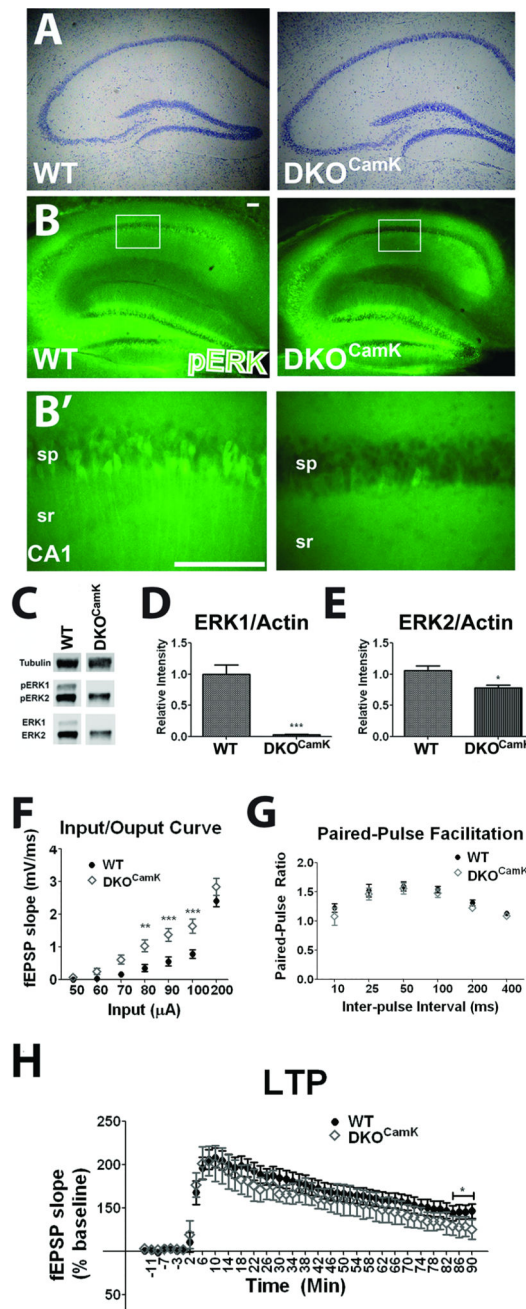 A
WT
DKO^CamK
B
WT
pERK
DKO^CamK
B'
sp
sr
CA1
sp
sr
C
WT
DKO^CamK
Tubulin
pERK1
pERK2
ERK1
ERK2
D
ERK1/Actin
Relative Intensity
1.5
1.0
0.5
0.0
***
WT
DKO^CamK
E
ERK2/Actin
Relative Intensity
1.5
1.0
0.5
0.0
*
WT
DKO^CamK
F
Input/Ouput Curve
WT
DKO^CamK
fEPSP slope (mV/ms)
4
3
2
1
0
** *** ***
50 60 70 80 90 100 200
Input (μA)
G
Paired-Pulse Facilitation
WT
DKO^CamK
Paired-Pulse Ratio
2.0
1.5
1.0
0.5
0.0
10 25 50 100 200 400
Inter-pulse Interval (ms)
H
LTP
WT
DKO^CamK
fEPSP slope
(% baseline)
250
200
150
50
*
-11 -7 -3 2 6 10 14 18 22 26 30 34 38 42 46 50 54 58 62 66 70 74 78 82 86 90
Time (Min)